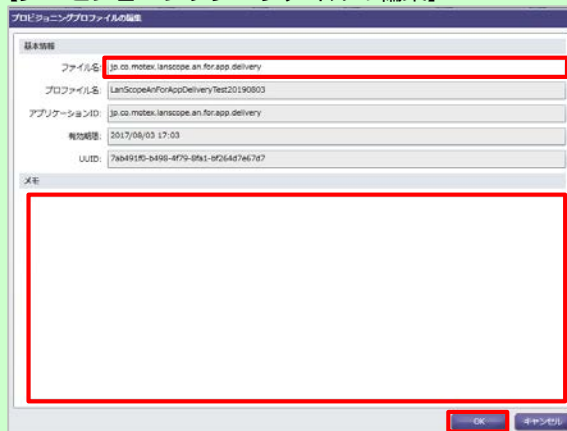 プロビジョニングプロファイルの編集
基本情報
ファイル名: jp.co.motex.lanscope.an.for.app.delivery
プロファイル名: LanScopeAnForAppDeliveryTest20190803
アプリケーションID: jp.co.motex.lanscope.an.for.app.delivery
有効期限: 2017/08/03 17:03
UUID: 7ab491f0-b498-4f79-8fa1-bf264d7e67d7
メモ
OK キャンセル